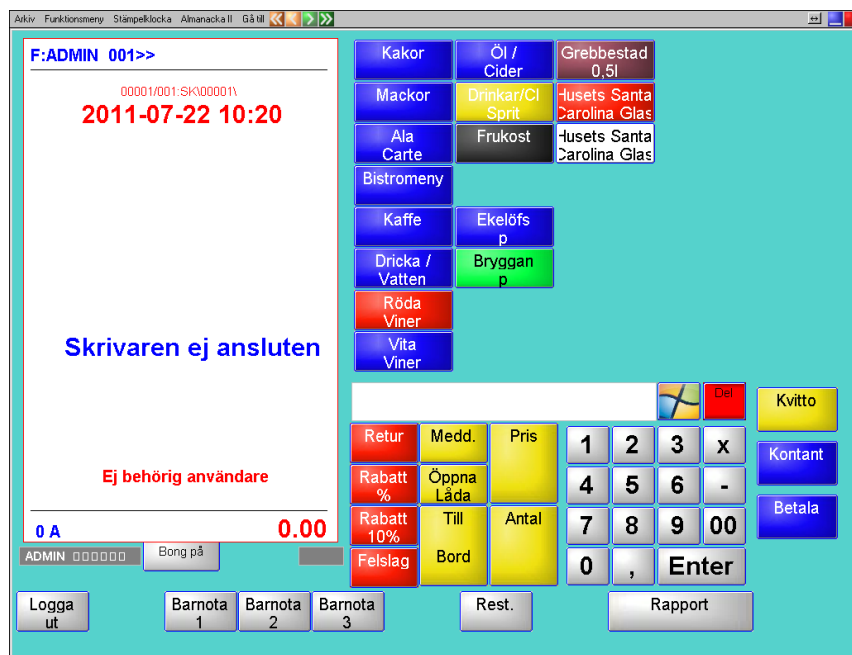 Arkiv Funktionsmeny Stämpelklocka Almanacka II Gå till
F:ADMIN 001>>
00001/001:SK\00001\
2011-07-22 10:20
Skrivaren ej ansluten
Ej behörig användare
0 A 0.00
ADMIN
Bong på
Kakor
Öl /
Cider
Grebbestad
0,5l
Mackor
Drinkar/Cl
Sprit
Husets Santa
Carolina Glas
Ala
Carte
Frukost
Husets Santa
Carolina Glas
Bistromeny
Kaffe
Ekelöfs
p
Dricka /
Vatten
Bryggan
p
Röda
Viner
Vita
Viner
Del
Kvitto
Retur
Medd.
Pris
1 2 3 x
Kontant
Rabatt
%
Öppna
Låda
4 5 6 -
Betala
Rabatt
10%
Till
Bord
Antal
7 8 9 00
Felslag
0 , Enter
Logga
ut
Barnota
1
Barnota
2
Barnota
3
Rest.
Rapport